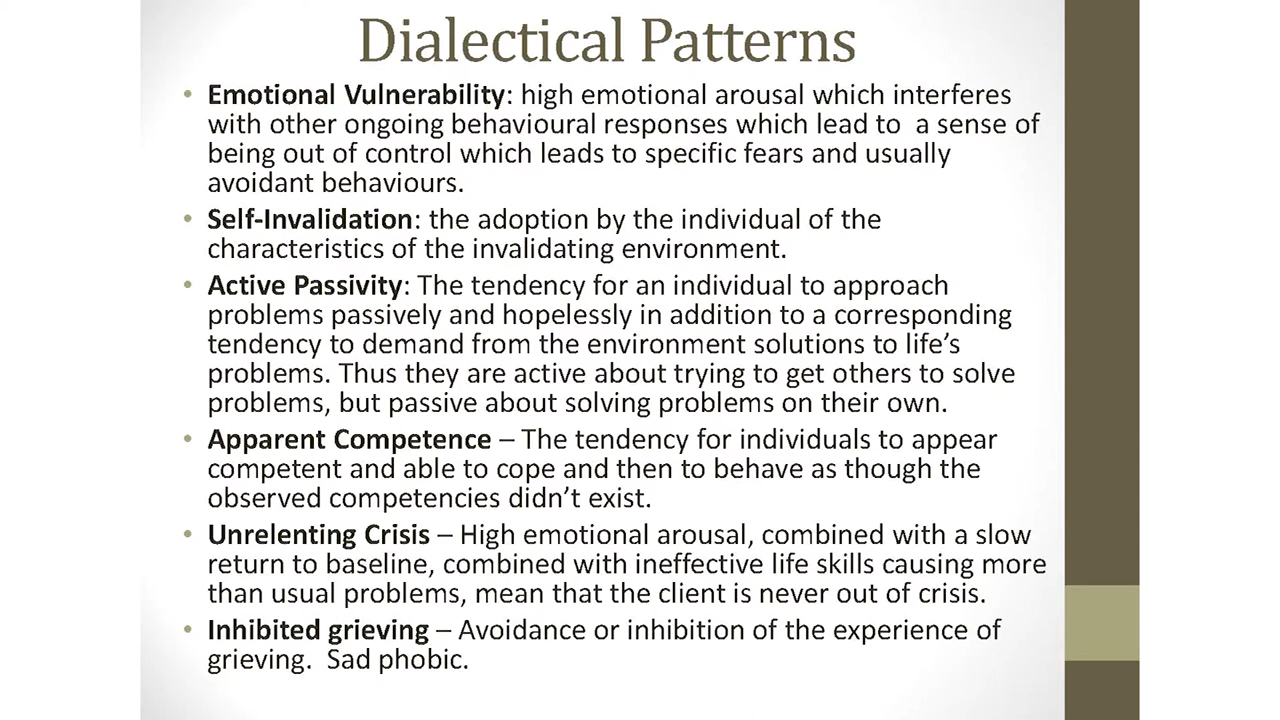 Dialectical Patterns
• Emotional Vulnerability: high emotional arousal which interferes
with other ongoing behavioural responses which lead to a sense of
being out of control which leads to specific fears and usually
avoidant behaviours.
• Self-Invalidation: the adoption by the individual of the
characteristics of the invalidating environment.
• Active Passivity: The tendency for an individual to approach
problems passively and hopelessly in addition to a corresponding
tendency to demand from the environment solutions to life’s
problems. Thus they are active about trying to get others to solve
problems, but passive about solving problems on their own.
• Apparent Competence – The tendency for individuals to appear
competent and able to cope and then to behave as though the
observed competencies didn’t exist.
• Unrelenting Crisis – High emotional arousal, combined with a slow
return to baseline, combined with ineffective life skills causing more
than usual problems, mean that the client is never out of crisis.
• Inhibited grieving – Avoidance or inhibition of the experience of
grieving. Sad phobic.